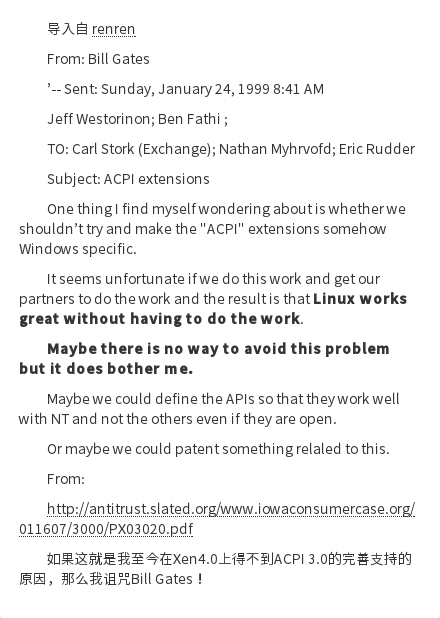 导入自 renren
From: Bill Gates
’-- Sent: Sunday, January 24, 1999 8:41 AM
Jeff Westorinon; Ben Fathi ;
TO: Carl Stork (Exchange); Nathan Myhrvofd; Eric Rudder
Subject: ACPI extensions
One thing I find myself wondering about is whether we
shouldn’t try and make the "ACPI" extensions somehow
Windows specific.
It seems unfortunate if we do this work and get our
partners to do the work and the result is that Linux works
great without having to do the work.
Maybe there is no way to avoid this problem
but it does bother me.
Maybe we could define the APIs so that they work well
with NT and not the others even if they are open.
Or maybe we could patent something relaled to this.
From:
http://antitrust.slated.org/www.iowaconsumercase.org/
011607/3000/PX03020.pdf
如果这就是我至今在Xen4.0上得不到ACPI 3.0的完善支持的
原因，那么我诅咒Bill Gates！